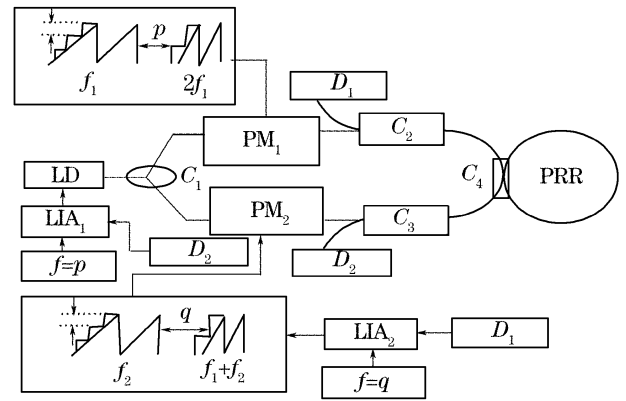 p
f₁
2f₁
D₁
PM₁
C₂
LD
C₁
C₄
PRR
LIA₁
PM₂
C₃
D₂
D₂
f=p
q
f₂
f₁+f₂
LIA₂
D₁
f=q